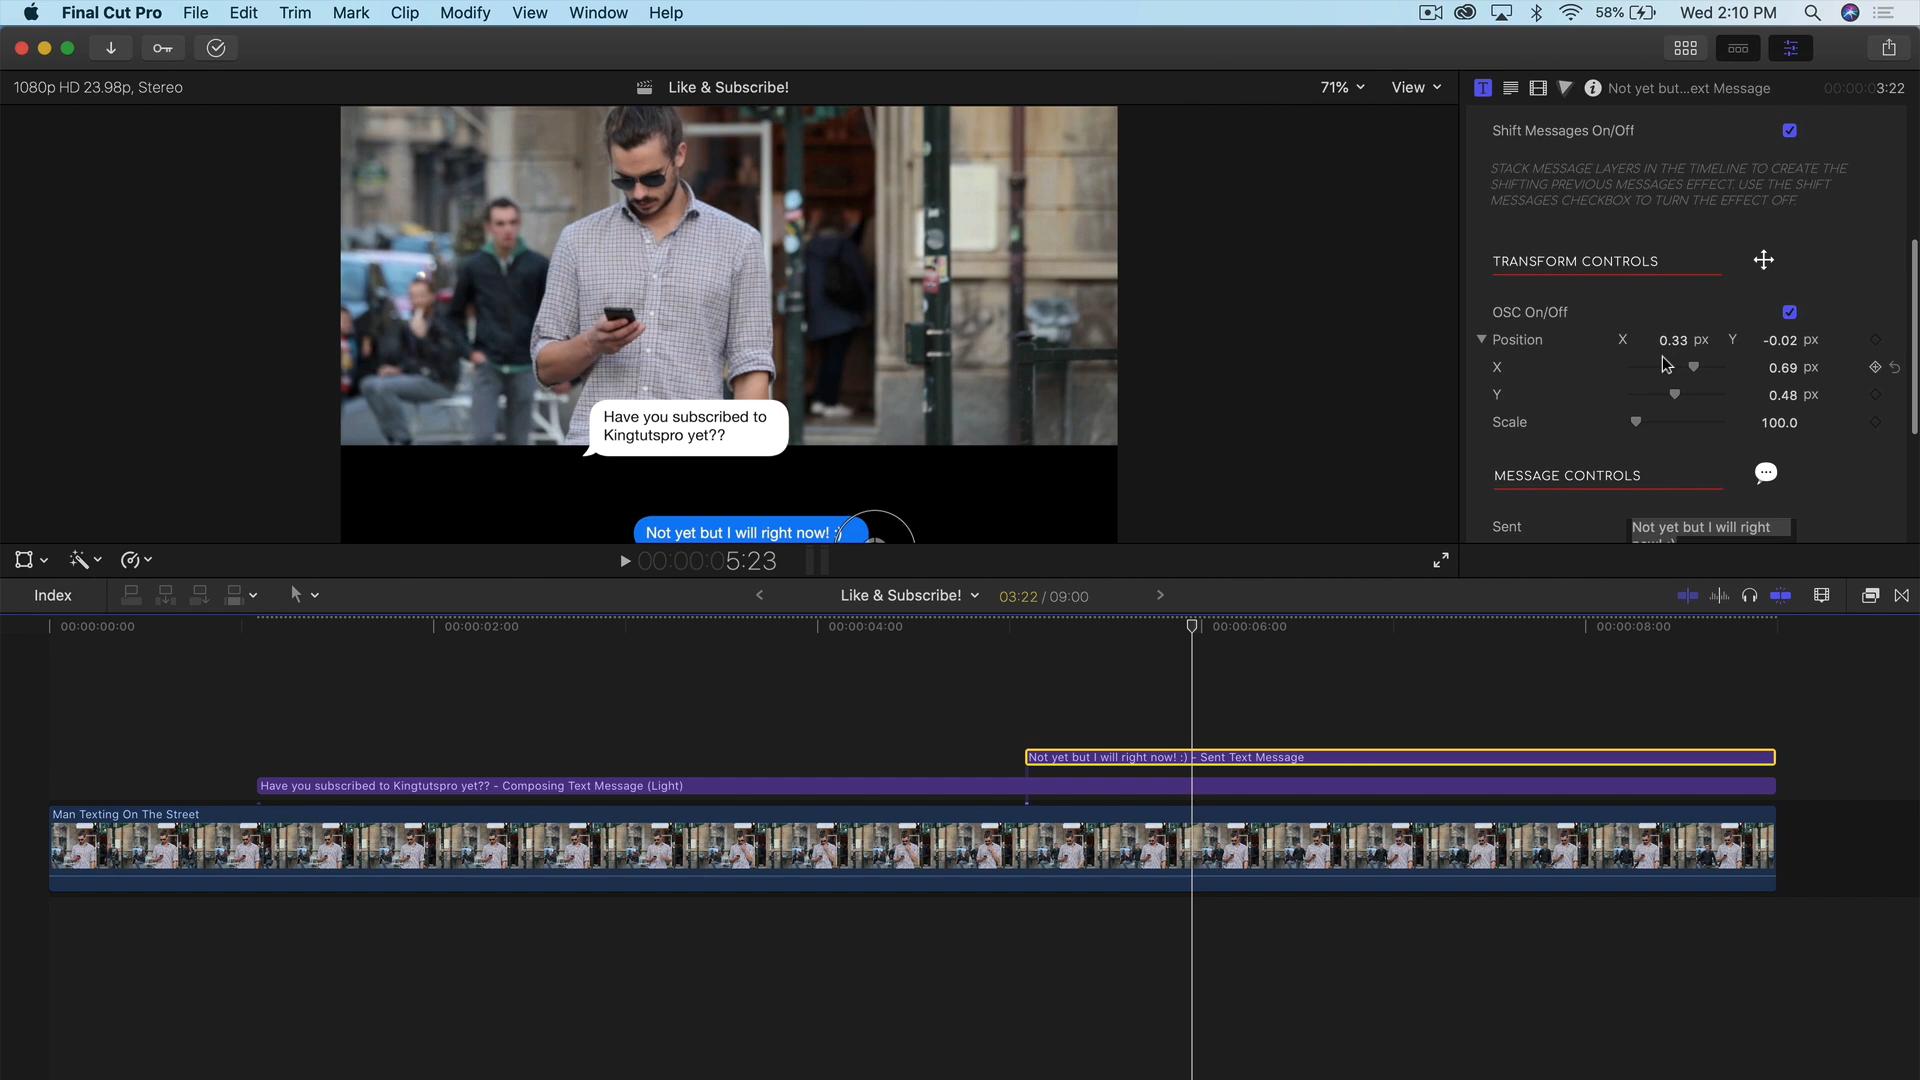 Final Cut Pro File Edit Trim Mark Clip Modify View Window Help 58% Wed 2:10 PM
1080p HD 23.98p, Stereo
Like & Subscribe!
71% View
T i Not yet but...ext Message 00:00:03:22
Shift Messages On/Off
STACK MESSAGE LAYERS IN THE TIMELINE TO CREATE THE
SHIFTING PREVIOUS MESSAGES EFFECT. USE THE SHIFT
MESSAGES CHECKBOX TO TURN THE EFFECT OFF.
TRANSFORM CONTROLS
OSC On/Off
Position X 0.33 px Y -0.02 px
X 0.69 px
Y 0.48 px
Scale 100.0
MESSAGE CONTROLS
Sent Not yet but I will right
now! :)
Have you subscribed to
Kingtutspro yet??
Not yet but I will right now! :)
00:00:05:23
Index
Like & Subscribe! 03:22 / 09:00
00:00:00:00 00:00:02:00 00:00:04:00 00:00:06:00 00:00:08:00
Not yet but I will right now! :) - Sent Text Message
Have you subscribed to Kingtutspro yet?? - Composing Text Message (Light)
Man Texting On The Street